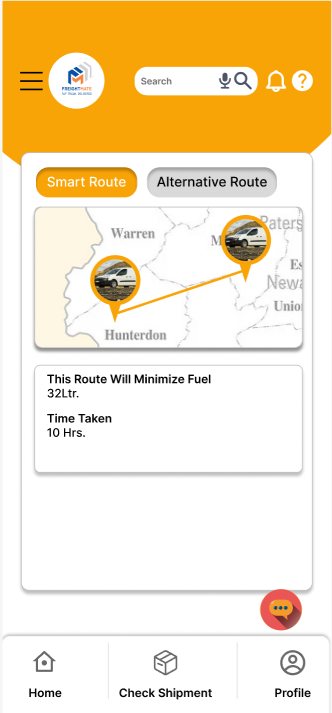 Search
FREIGHTMATE
Smart Route
Alternative Route
Warren
M
Paters
Es
Newa
Unio
Hunterdon
This Route Will Minimize Fuel
32Ltr.
Time Taken
10 Hrs.
Home
Check Shipment
Profile